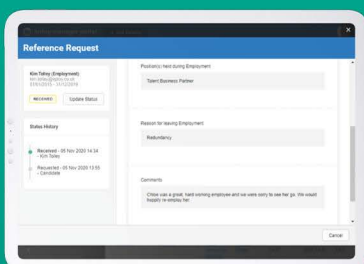 Reference Request
Kim Tolley (Employment)
RECEIVED
Update Status
Status History
Received - 05 Nov 2020 14:34
- Kim Tolley
Requested - 05 Nov 2020 13:55
- Candidate
Position(s) held during Employment
Talent Business Partner
Reason for leaving Employment
Redundancy
Comments
Chloe was a great, hard working employee and we were sorry to see her go. We would
happily re-employ her.
Cancel